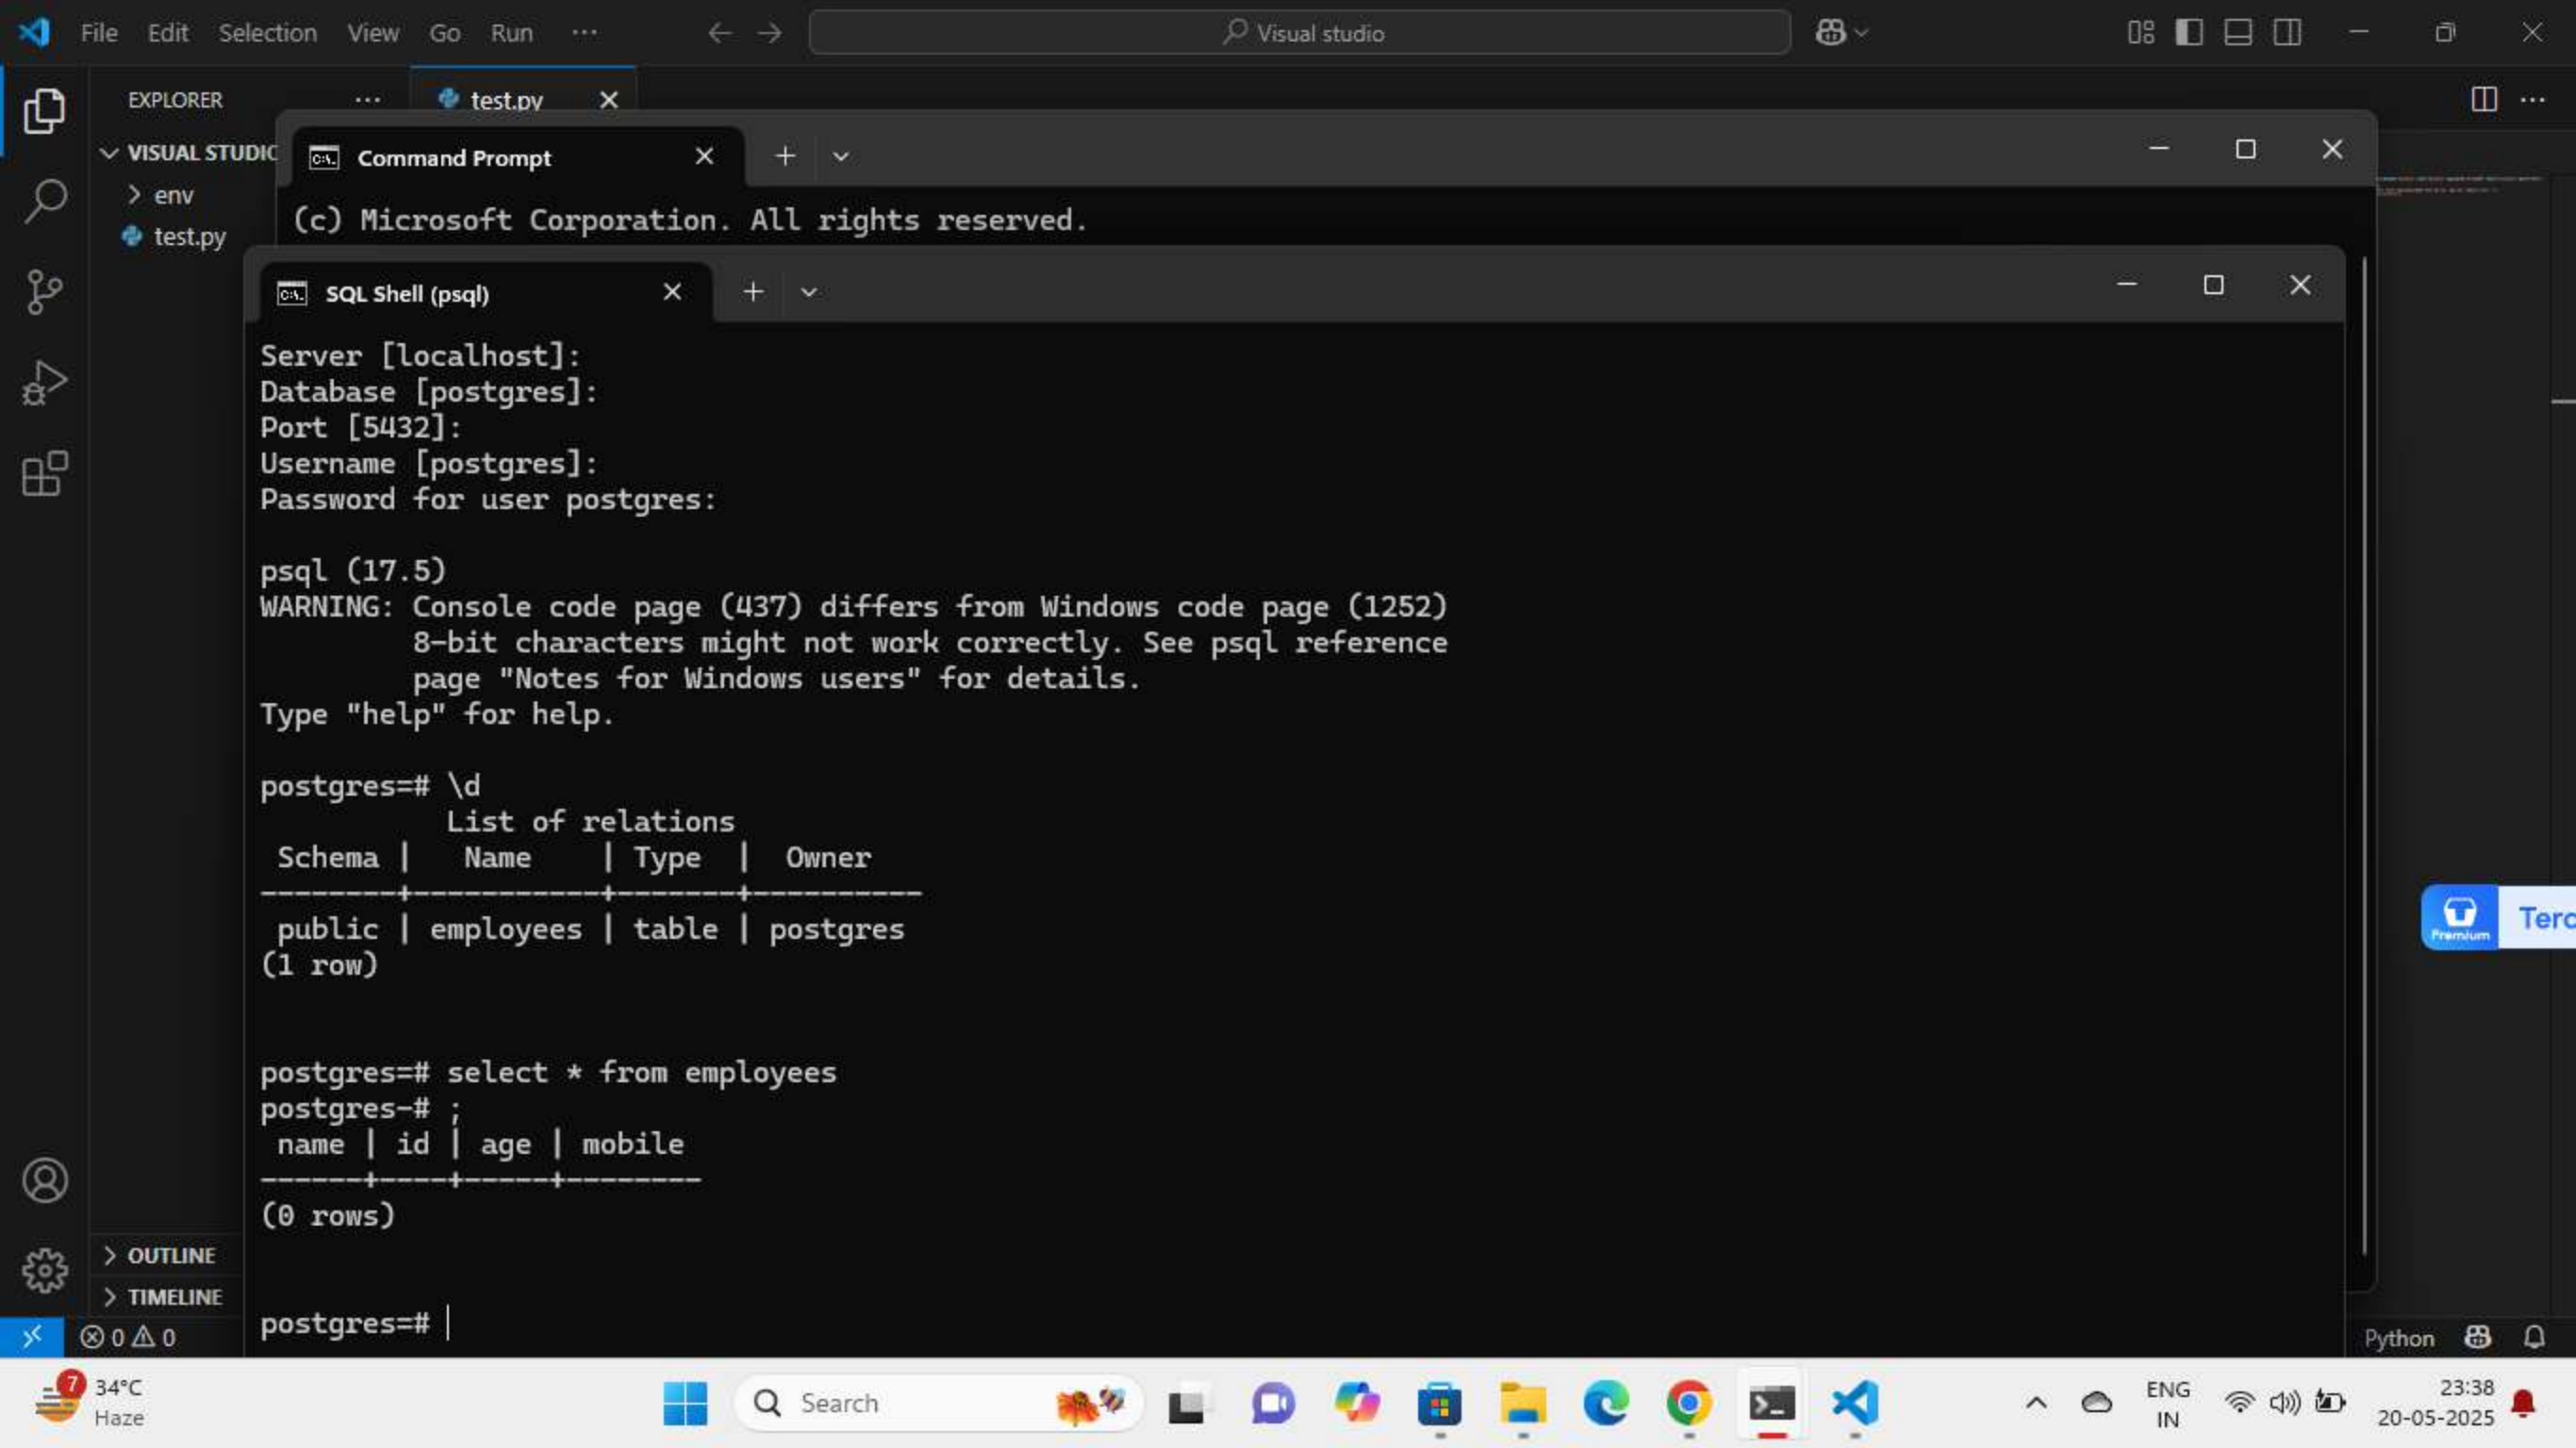 File Edit Selection View Go Run ···
Visual studio
EXPLORER ···
test.py
VISUAL STUDIO
env
test.py
Command Prompt
(c) Microsoft Corporation. All rights reserved.
SQL Shell (psql)
Server [localhost]:
Database [postgres]:
Port [5432]:
Username [postgres]:
Password for user postgres:
psql (17.5)
WARNING: Console code page (437) differs from Windows code page (1252)
8-bit characters might not work correctly. See psql reference
page "Notes for Windows users" for details.
Type "help" for help.
postgres=# \d
List of relations
Schema | Name | Type | Owner
--------+-----------+-------+----------
public | employees | table | postgres
(1 row)
postgres=# select * from employees
postgres-# ;
name | id | age | mobile
------+----+-----+--------
(0 rows)
postgres=#
Premium
Tera
OUTLINE
TIMELINE
0 0
Python
7
34°C
Haze
Search
ENG
IN
23:38
20-05-2025